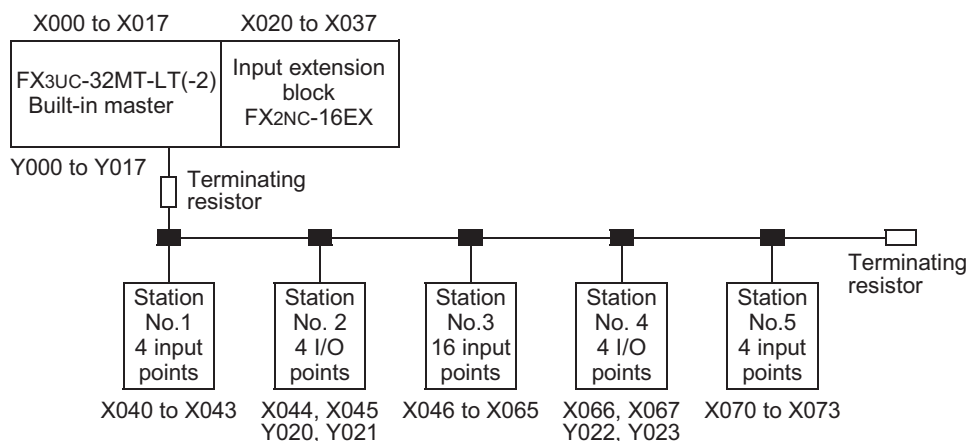 X000 to X017
X020 to X037
FX3UC-32MT-LT(-2)
Built-in master
Input extension
block
FX2NC-16EX
Y000 to Y017
Terminating
resistor
Terminating
resistor
Station
No.1
4 input
points
Station
No. 2
4 I/O
points
Station
No.3
16 input
points
Station
No. 4
4 I/O
points
Station
No.5
4 input
points
X040 to X043
X044, X045
Y020, Y021
X046 to X065
X066, X067
Y022, Y023
X070 to X073